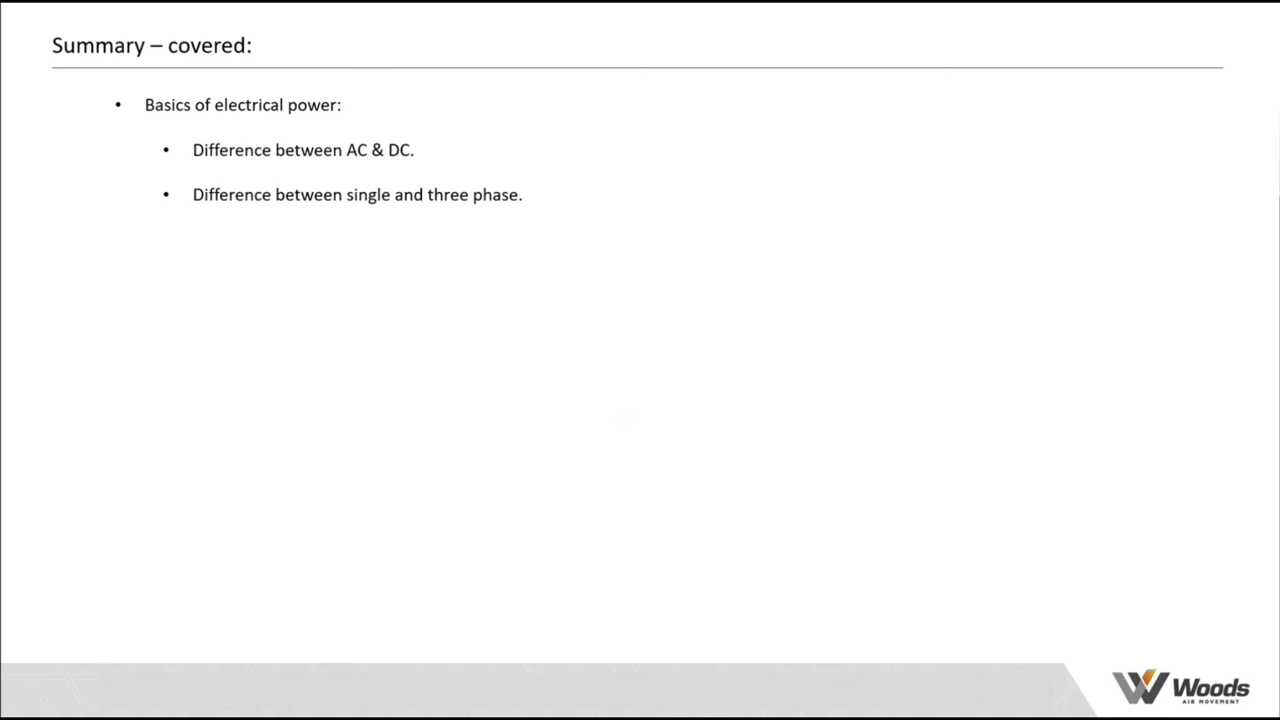 Summary – covered:
• Basics of electrical power:
• Difference between AC & DC.
• Difference between single and three phase.
Woods
AIR MOVEMENT